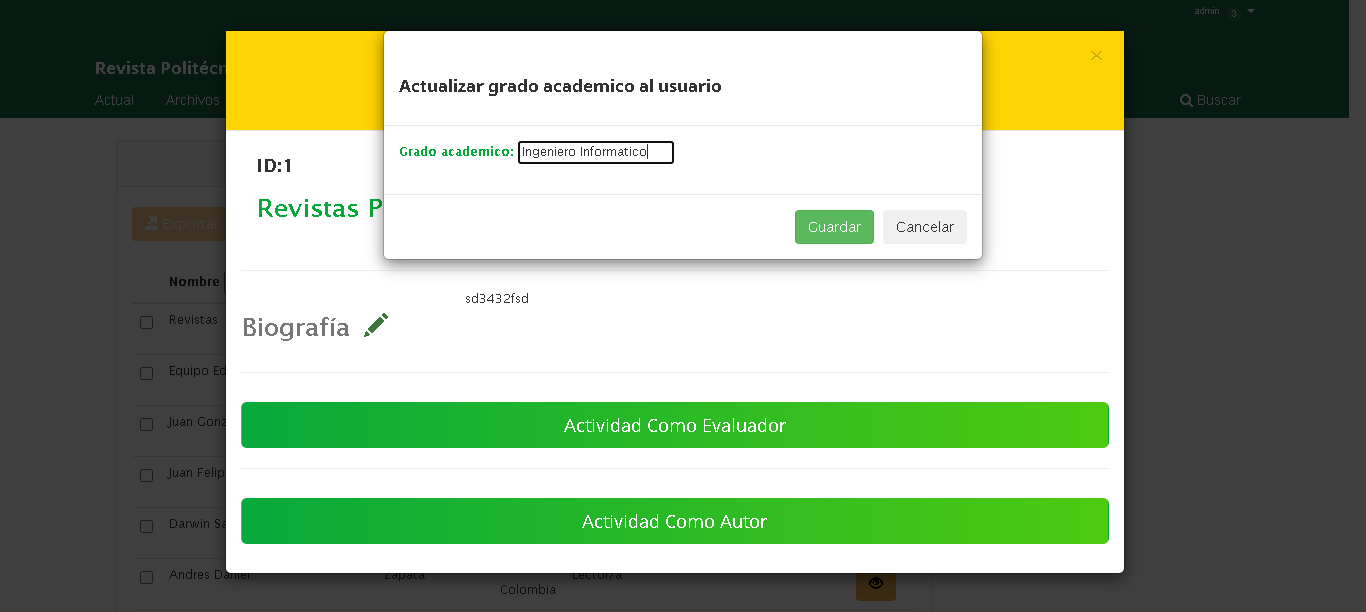 admin 3
Revista Politécn
Actual Archivos
Buscar
×
Actualizar grado academico al usuario
Grado academico: Ingeniero Informatico
Guardar Cancelar
ID:1
Revistas P
Exportar
Nombre
sd3432fsd
Biografía
Revistas
Equipo Ed
Juan Gonz
Juan Felip
Darwin Sa
Actividad Como Evaluador
Actividad Como Autor
Andres Daniel Zapata Lector/a
Colombia